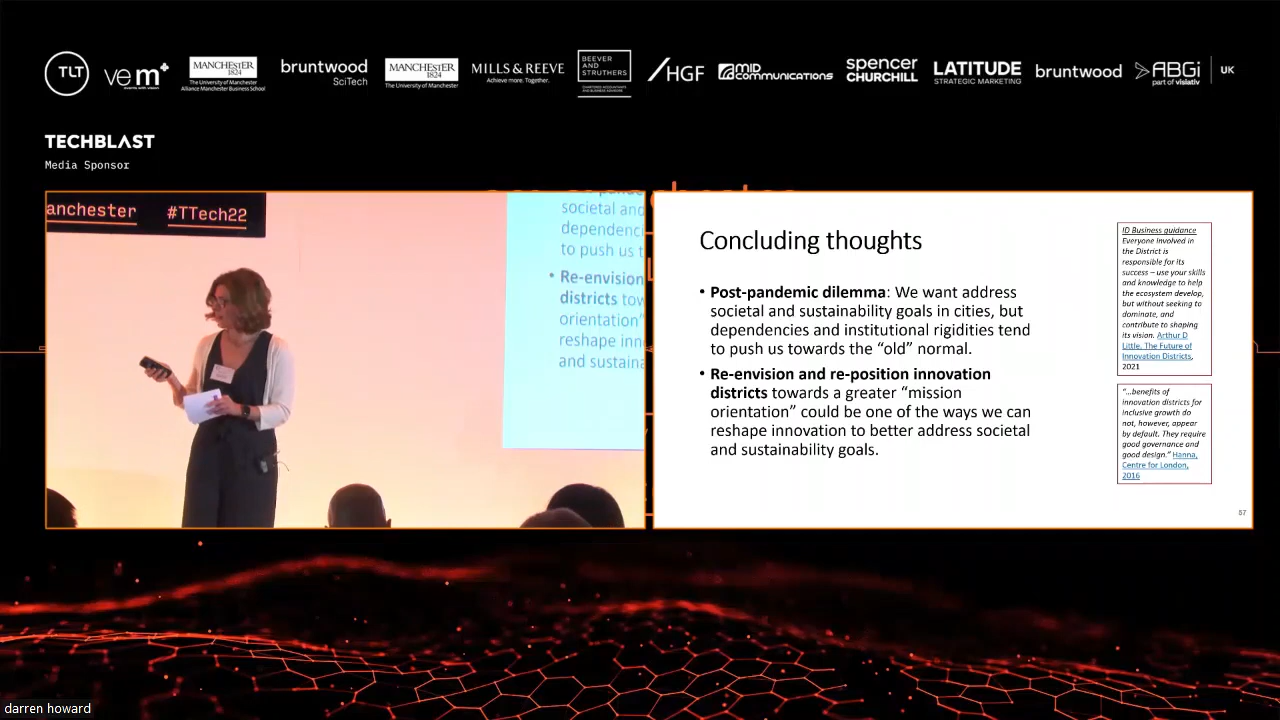 TLT
vem+
events with vision
MANCHESTER
1824
The University of Manchester
Alliance Manchester Business School
bruntwood
SciTech
MANCHESTER
1824
The University of Manchester
MILLS & REEVE
Achieve more. Together.
BEEVER
AND
STRUTHERS
CHARTERED ACCOUNTANTS
AND BUSINESS ADVISORS
HGF
MID
COMMUNICATIONS
spencer
CHURCHILL
LATITUDE
STRATEGIC MARKETING
bruntwood
ABGi
part of visiativ
UK
TECHBLAST
Media Sponsor
anchester #TTech22
societal and
dependenci
to push us t
• Re-envision
districts tow
orientation"
reshape inn
and sustaina
Concluding thoughts
• Post-pandemic dilemma: We want address
societal and sustainability goals in cities, but
dependencies and institutional rigidities tend
to push us towards the “old” normal.
• Re-envision and re-position innovation
districts towards a greater “mission
orientation” could be one of the ways we can
reshape innovation to better address societal
and sustainability goals.
ID Business guidance
Everyone involved in
the District is
responsible for its
success – use your skills
and knowledge to help
the ecosystem develop,
but without seeking to
dominate, and
contribute to shaping
its vision. Arthur D
Little, The Future of
Innovation Districts,
2021
“...benefits of
innovation districts for
inclusive growth do
not, however, appear
by default. They require
good governance and
good design.” Hanna,
Centre for London,
2016
57
darren howard